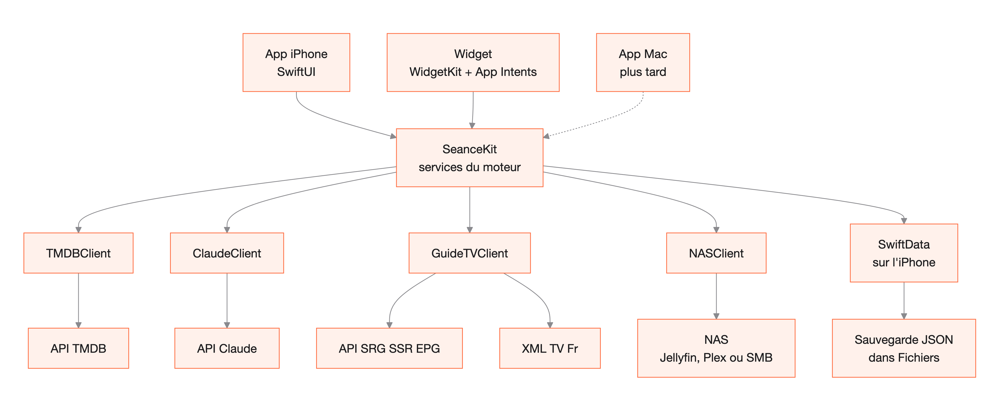 App iPhone
SwiftUI
Widget
WidgetKit + App Intents
App Mac
plus tard
SeanceKit
services du moteur
TMDBClient
ClaudeClient
GuideTVClient
NASClient
SwiftData
sur l'iPhone
API TMDB
API Claude
API SRG SSR EPG
XML TV Fr
NAS
Jellyfin, Plex ou SMB
Sauvegarde JSON
dans Fichiers